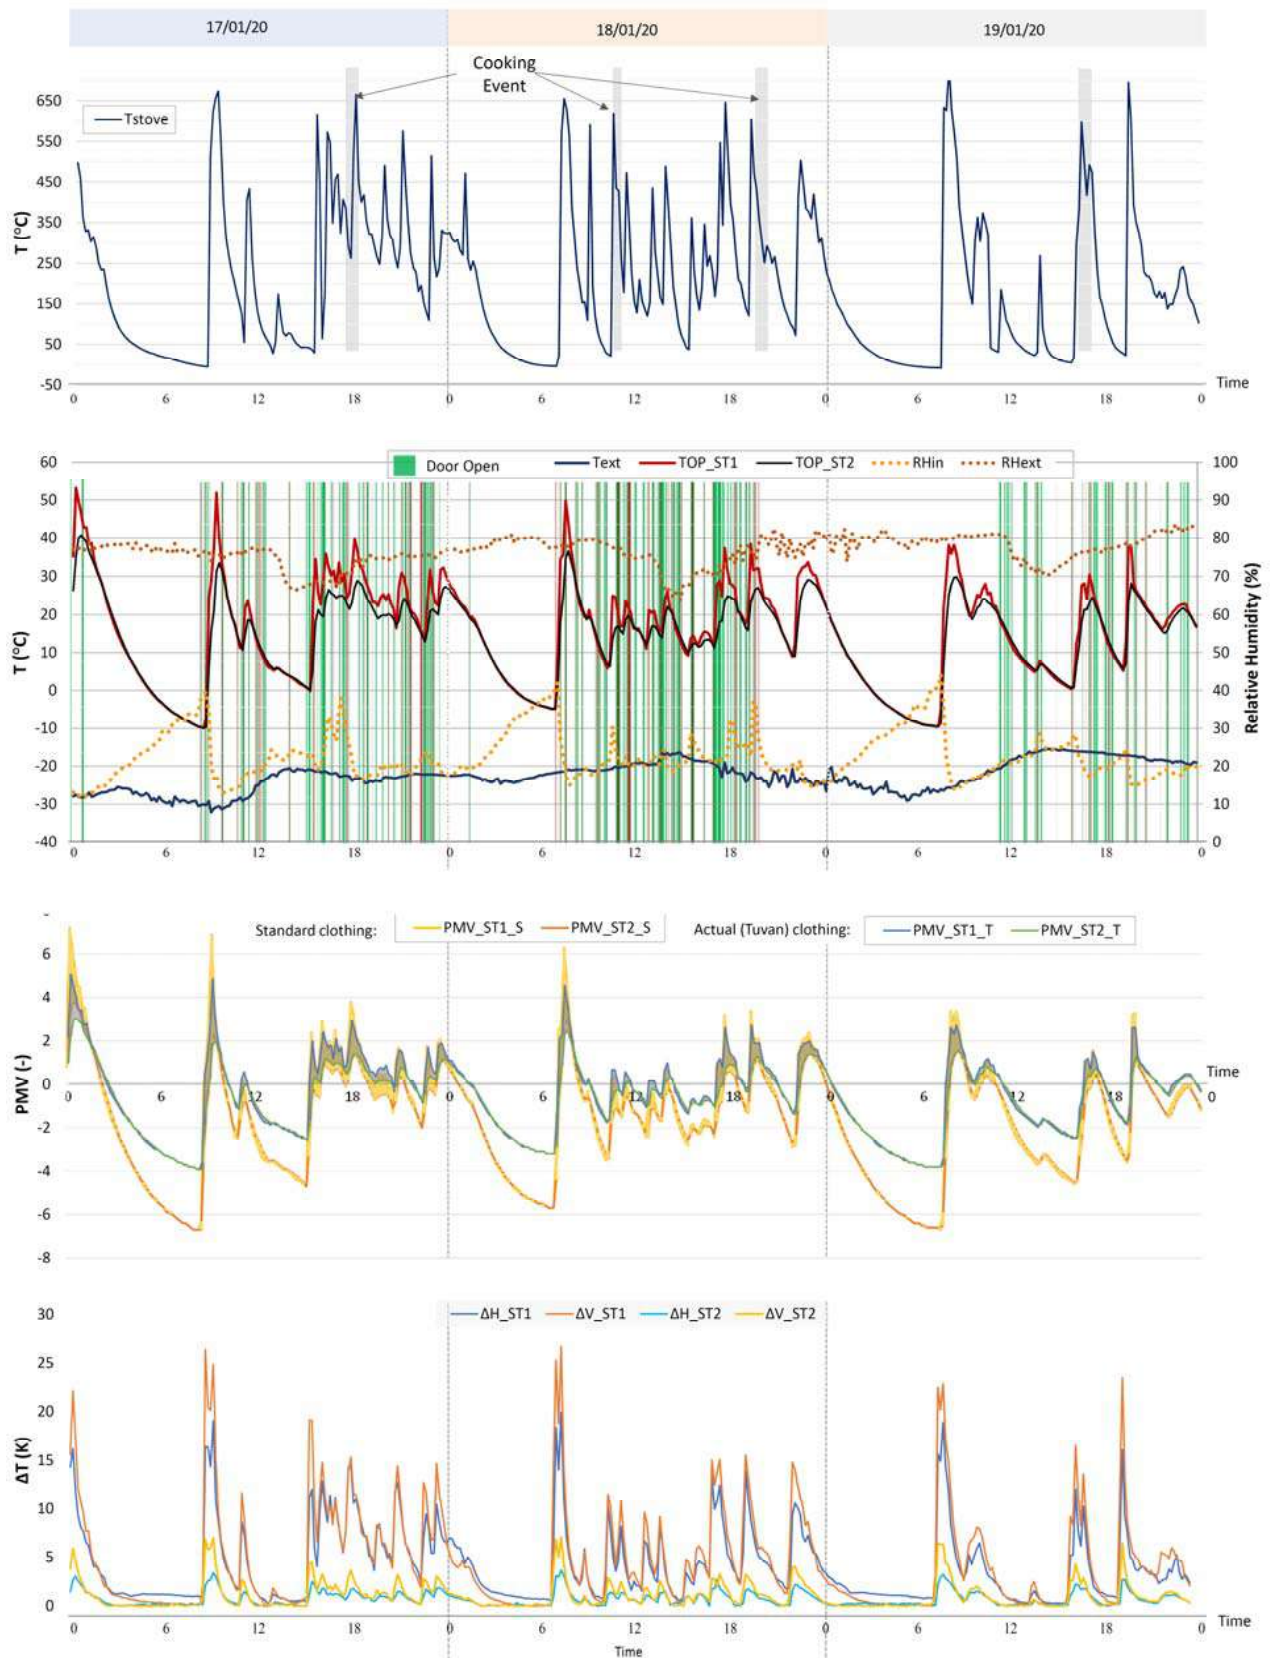 17/01/20 18/01/20 19/01/20
Cooking
Event
Tstove
650
550
450
350
250
150
50
-50
T (°C)
Time
0 6 12 18 0 6 12 18 0 6 12 18 0
Door Open Text TOP_ST1 TOP_ST2 RHin RHext
60
50
40
30
20
10
0
-10
-20
-30
-40
T (°C)
100
90
80
70
60
50
40
30
20
10
0
Relative Humidity (%)
0 6 12 18 0 6 12 18 0 6 12 18 0
Standard clothing: PMV_ST1_S PMV_ST2_S Actual (Tuvan) clothing: PMV_ST1_T PMV_ST2_T
6
4
2
0
-2
-4
-6
-8
PMV (-)
Time
0 6 12 18 0 6 12 18 0 6 12 18 0
ΔH_ST1 ΔV_ST1 ΔH_ST2 ΔV_ST2
30
25
20
15
10
5
0
ΔT (K)
Time
0 6 12 18 0 6 12 18 0 6 12 18 0
Time